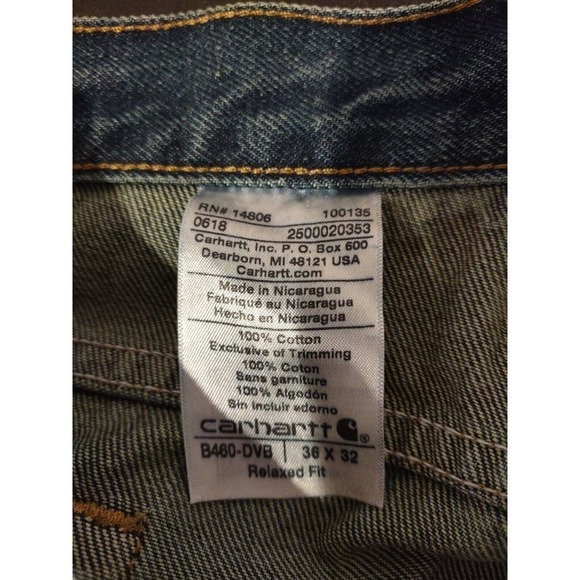 RN# 14806 100135
0618 2500020353
Carhartt, Inc. P. O. Box 600
Dearborn, MI 48121 USA
Carhartt.com
Made in Nicaragua
Fabriqué au Nicaragua
Hecho en Nicaragua
100% Cotton
Exclusive of Trimming
100% Coton
Sans garniture
100% Algodón
Sin incluir adorno
carhartt ®
B460-DVB | 36 X 32
Relaxed Fit